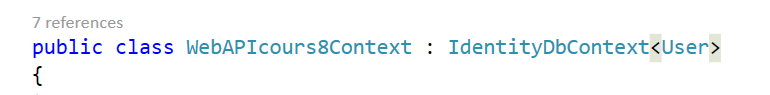 7 references
public class WebAPIcours8Context : IdentityDbContext<User>
{